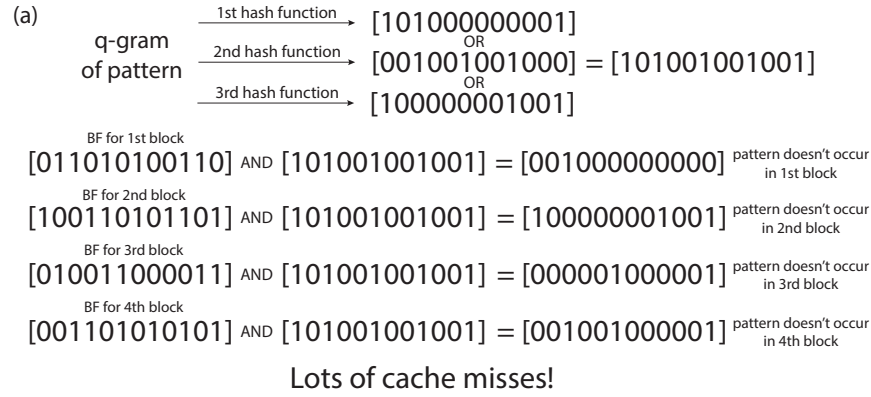 (a)
1st hash function
[101000000001]
OR
q-gram
of pattern
2nd hash function
[001001001000] = [101001001001]
OR
3rd hash function
[100000001001]
BF for 1st block
[011010100110] AND [101001001001] = [001000000000] pattern doesn't occur
in 1st block
BF for 2nd block
[100110101101] AND [101001001001] = [100000001001] pattern doesn't occur
in 2nd block
BF for 3rd block
[010011000011] AND [101001001001] = [000001000001] pattern doesn't occur
in 3rd block
BF for 4th block
[001101010101] AND [101001001001] = [001001000001] pattern doesn't occur
in 4th block
Lots of cache misses!